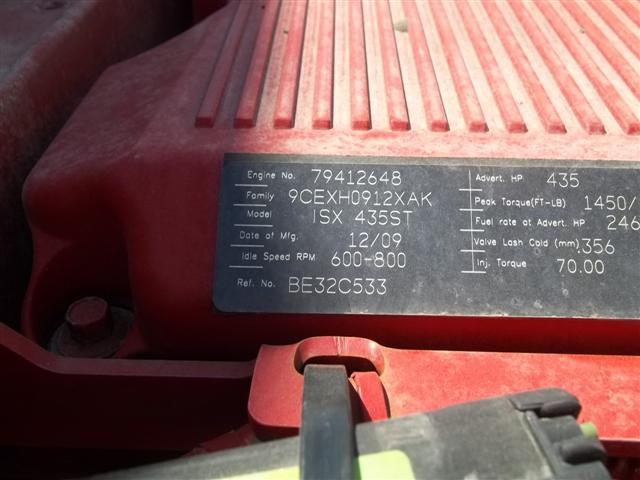 Engine No. 79412648
Family 9CEXH0912XAK
Model ISX 435ST
Date of Mfg. 12/09
Idle Speed RPM 600-800
Ref. No. BE32C533
Advert. HP 435
Peak Torque(FT-LB) 1450/
Fuel rate at Advert. HP 246
Valve Lash Cold (mm) .356
Inj. Torque 70.00